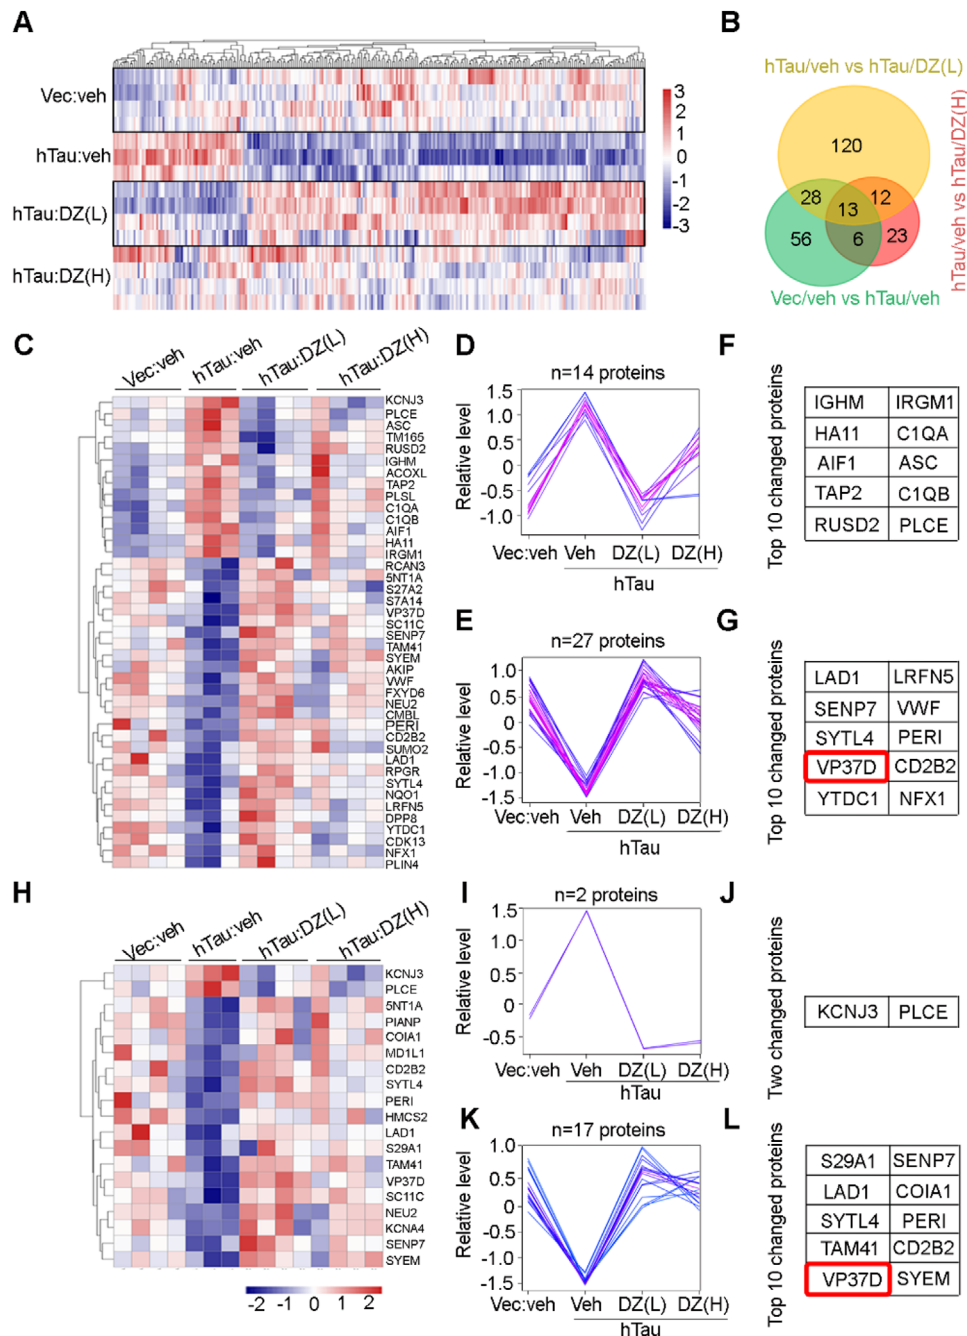 A
Vec:veh
hTau:veh
hTau:DZ(L)
hTau:DZ(H)
3
2
1
0
-1
-2
-3
B
hTau/veh vs hTau/DZ(L)
hTau/veh vs hTau/DZ(H)
120
28
13
12
56
6
23
Vec/veh vs hTau/veh
C
Vec:veh
hTau:veh
hTau:DZ(L)
hTau:DZ(H)
KCNJ3
PLCE
ASC
TM165
RUSD2
IGHM
ACOXL
TAP2
PLSL
C1QA
C1QB
AIF1
HA11
IRGM1
RCAN3
5NT1A
S27A2
S7A14
VP37D
SC11C
SENP7
TAM41
SYEM
AKIP
VWF
FXYD6
NEU2
CMBL
PERI
CD2B2
SUMO2
LAD1
RPGR
SYTL4
NQO1
LRFN5
DPP8
YTDC1
CDK13
NFX1
PLIN4
D
n=14 proteins
Relative level
1.5
1.0
0.5
0
-0.5
-1.0
Vec:veh Veh DZ(L) DZ(H)
hTau
E
n=27 proteins
Relative level
1.0
0.5
0
-0.5
-1.0
-1.5
Vec:veh Veh DZ(L) DZ(H)
hTau
F
Top 10 changed proteins
IGHM IRGM1
HA11 C1QA
AIF1 ASC
TAP2 C1QB
RUSD2 PLCE
G
Top 10 changed proteins
LAD1 LRFN5
SENP7 VWF
SYTL4 PERI
VP37D CD2B2
YTDC1 NFX1
H
Vec:veh
hTau:veh
hTau:DZ(L)
hTau:DZ(H)
KCNJ3
PLCE
5NT1A
PIANP
COIA1
MD1L1
CD2B2
SYTL4
PERI
HMCS2
LAD1
S29A1
TAM41
VP37D
SC11C
NEU2
KCNA4
SENP7
SYEM
-2 -1 0 1 2
I
n=2 proteins
Relative level
1.5
1.0
0
-0.5
Vec:veh Veh DZ(L) DZ(H)
hTau
J
Two changed proteins
KCNJ3 PLCE
K
n=17 proteins
Relative level
1.0
0.5
0
-0.5
-1.0
-1.5
Vec:veh Veh DZ(L) DZ(H)
hTau
L
Top 10 changed proteins
S29A1 SENP7
LAD1 COIA1
SYTL4 PERI
TAM41 CD2B2
VP37D SYEM